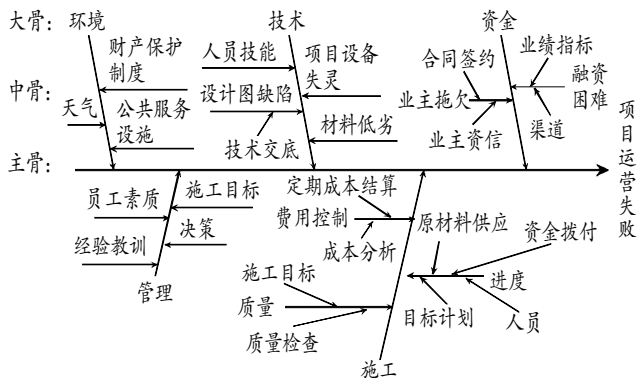 大骨：
环境
技术
资金
财产保护
制度
人员技能
项目设备
失灵
合同签约
业绩指标
融资
困难
中骨：
天气
公共服务
设施
设计图缺陷
业主拖欠
技术交底
材料低劣
业主资信
渠道
主骨：
项目运营失败
员工素质
施工目标
定期成本结算
费用控制
原材料供应
资金拨付
经验教训
决策
成本分析
管理
施工目标
进度
质量
目标计划
人员
质量检查
施工